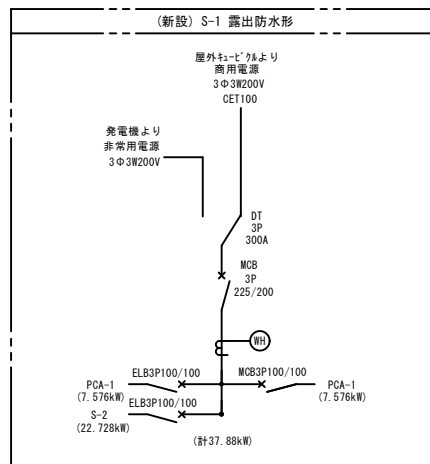 (新設) S-1 露出防水形
屋外ｷｭｰﾋﾞｸﾙより
商用電源
3Φ3W200V
CET100
発電機より
非常用電源
3Φ3W200V
DT
3P
300A
MCB
3P
225/200
WH
ELB3P100/100
MCB3P100/100
PCA-1
(7.576kW)
PCA-1
(7.576kW)
ELB3P100/100
S-2
(22.728kW)
(計37.88kW)